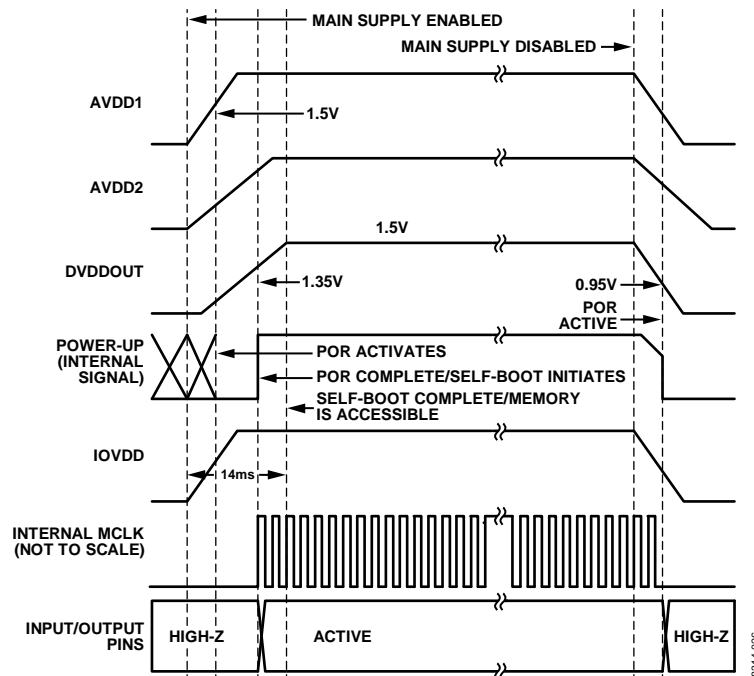 MAIN SUPPLY ENABLED
MAIN SUPPLY DISABLED
AVDD1
1.5V
AVDD2
1.5V
DVDDOUT
1.35V
0.95V
POR
ACTIVE
POWER-UP
(INTERNAL
SIGNAL)
POR ACTIVATES
POR COMPLETE/SELF-BOOT INITIATES
SELF-BOOT COMPLETE/MEMORY
IS ACCESSIBLE
IOVDD
14ms
INTERNAL MCLK
(NOT TO SCALE)
INPUT/OUTPUT
PINS
HIGH-Z
ACTIVE
HIGH-Z